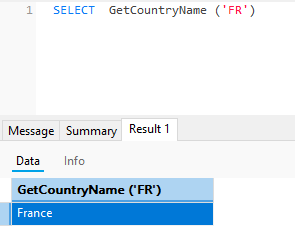 1 SELECT GetCountryName ('FR')
Message Summary Result 1
Data Info
GetCountryName ('FR')
France